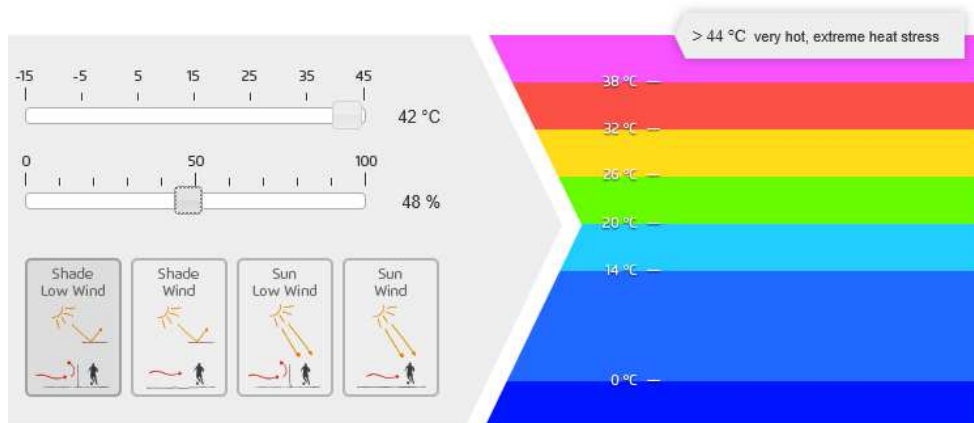 > 44 °C very hot, extreme heat stress
-15 -5 5 15 25 35 45
42 °C
0 50 100
48 %
Shade
Low Wind
Shade
Wind
Sun
Low Wind
Sun
Wind
38 °C
32 °C
26 °C
20 °C
14 °C
0 °C